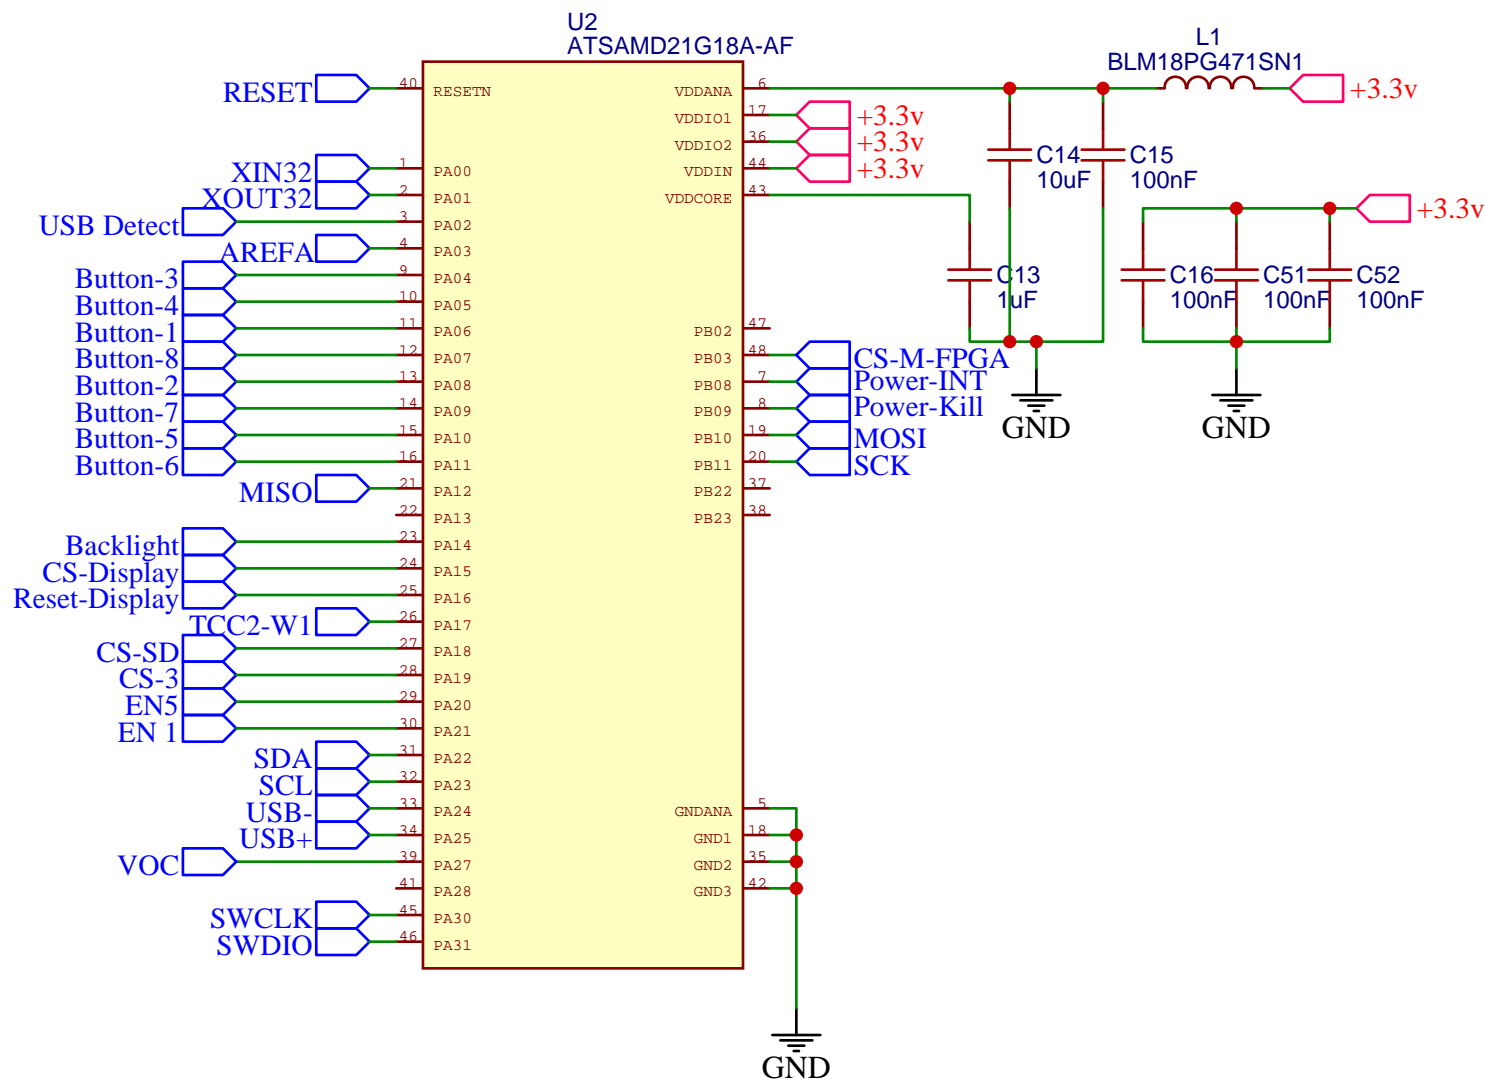 U2
ATSAMD21G18A-AF
L1
BLM18PG471SN1
RESET 40 RESETN
VDDANA 6 +3.3v
VDDIO1 17 +3.3v
VDDIO2 36 +3.3v
VDDIN 44 +3.3v
VDDCORE 43
XIN32 1 PA00
XOUT32 2 PA01
USB Detect 3 PA02
AREFA 4 PA03
Button-3 9 PA04
Button-4 10 PA05
Button-1 11 PA06
Button-8 12 PA07
Button-2 13 PA08
Button-7 14 PA09
Button-5 15 PA10
Button-6 16 PA11
MISO 21 PA12
22 PA13
Backlight 23 PA14
CS-Display 24 PA15
Reset-Display 25 PA16
TCC2-W1 26 PA17
CS-SD 27 PA18
CS-3 28 PA19
EN5 29 PA20
EN 1 30 PA21
SDA 31 PA22
SCL 32 PA23
USB- 33 PA24
USB+ 34 PA25
VOC 39 PA27
41 PA28
SWCLK 45 PA30
SWDIO 46 PA31
PB02 47
PB03 48 CS-M-FPGA
PB08 7 Power-INT
PB09 8 Power-Kill
PB10 19 MOSI
PB11 20 SCK
PB22 37
PB23 38
GNDANA 5
GND1 18
GND2 35
GND3 42
GND
C14
10uF
C15
100nF
C13
1uF
GND
+3.3v
C16
100nF
C51
100nF
C52
100nF
GND